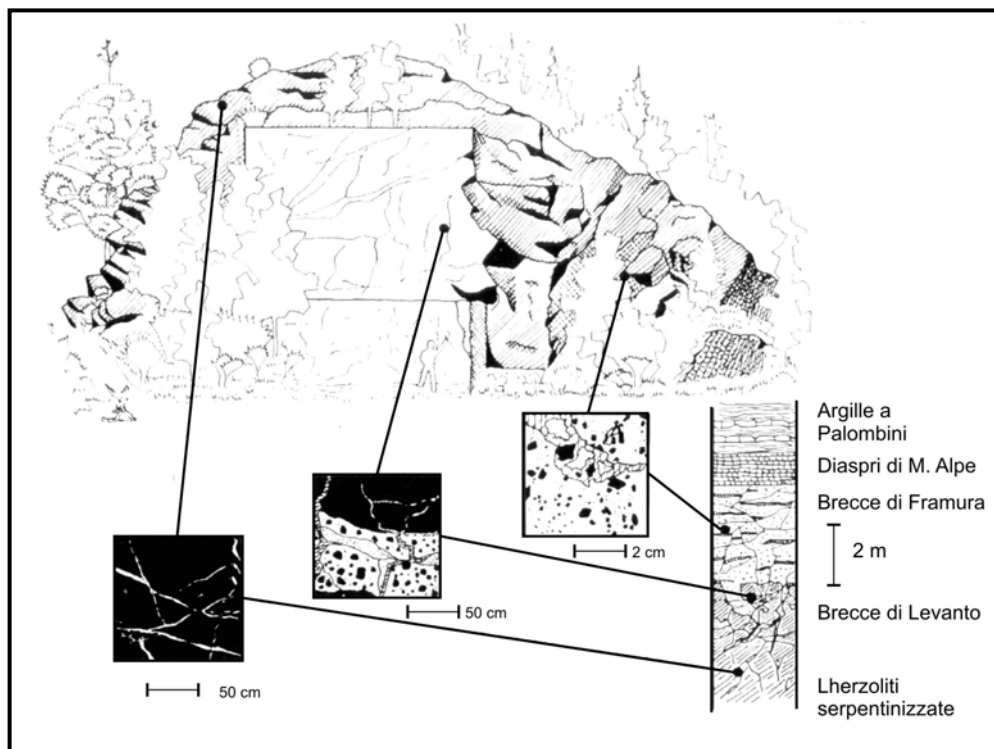 Argille a
Palombini
Diaspri di M. Alpe
Brecce di Framura
2 m
2 cm
50 cm
Brecce di Levanto
50 cm
Lherzoliti
serpentinizzate